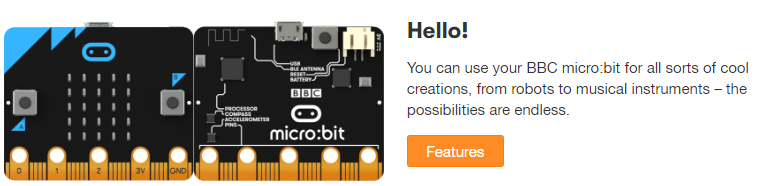 Hello!
You can use your BBC micro:bit for all sorts of cool
creations, from robots to musical instruments – the
possibilities are endless.
Features
A
B
0 1 2 3V GND
USB
BLE ANTENNA
RESET
BATTERY
3V
BBC
PROCESSOR
COMPASS
ACCELEROMETER
PINS
micro:bit